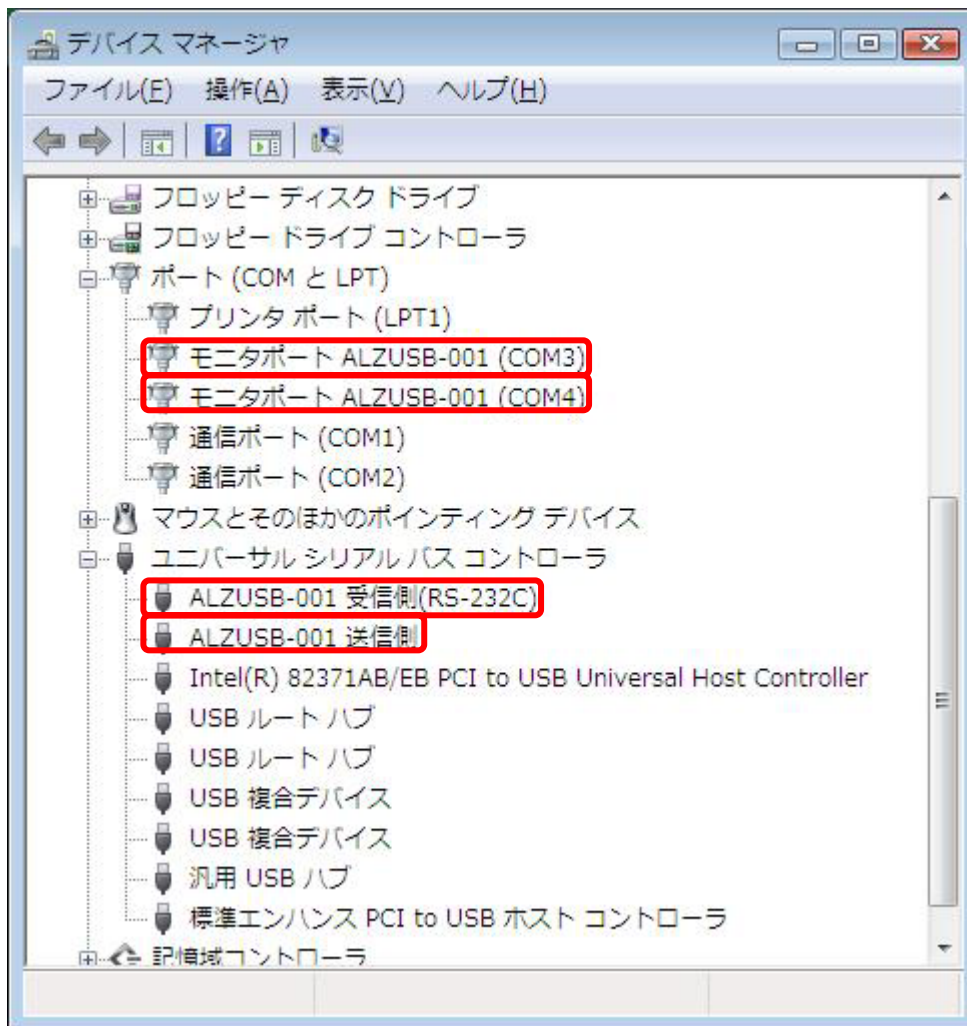 デバイス マネージャ
ファイル(F) 操作(A) 表示(V) ヘルプ(H)
フロッピー ディスク ドライブ
フロッピー ドライブ コントローラ
ポート (COM と LPT)
プリンタ ポート (LPT1)
モニタポート ALZUSB-001 (COM3)
モニタポート ALZUSB-001 (COM4)
通信ポート (COM1)
通信ポート (COM2)
マウスとそのほかのポインティング デバイス
ユニバーサル シリアル バス コントローラ
ALZUSB-001 受信側(RS-232C)
ALZUSB-001 送信側
Intel(R) 82371AB/EB PCI to USB Universal Host Controller
USB ルート ハブ
USB ルート ハブ
USB 複合デバイス
USB 複合デバイス
汎用 USB ハブ
標準エンハンス PCI to USB ホスト コントローラ
記憶域コントローラ